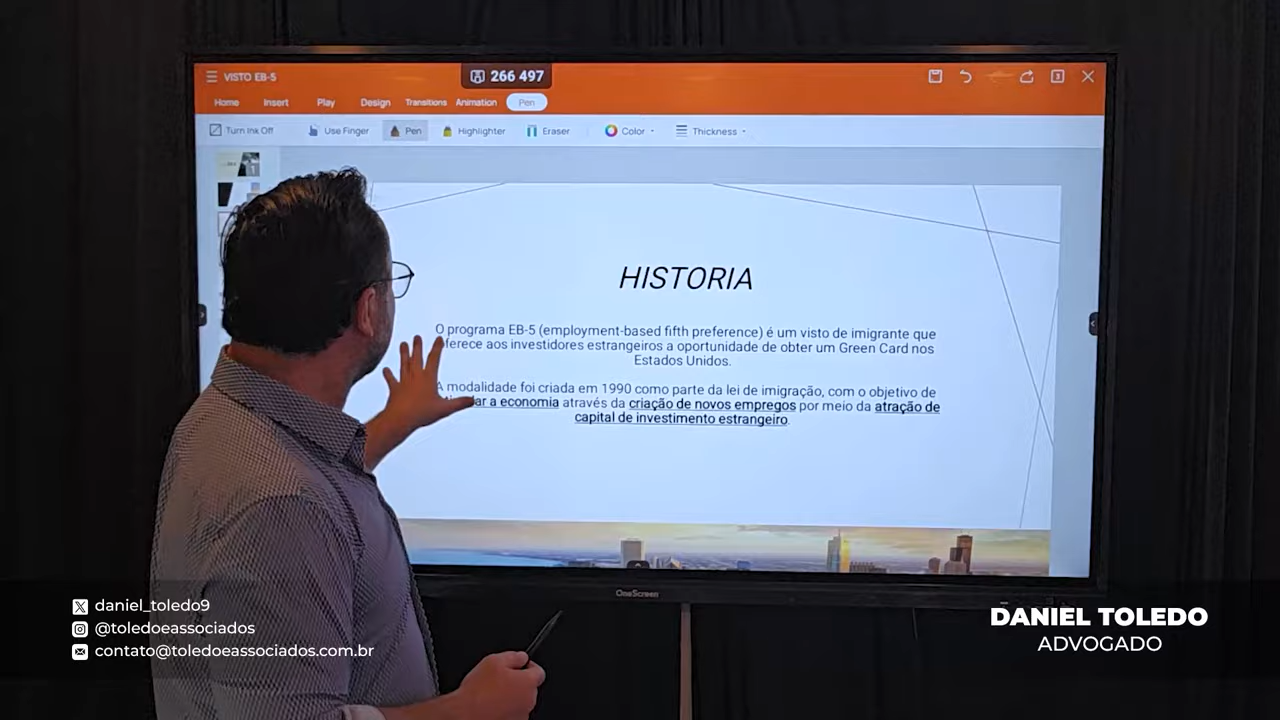 VISTO EB-5
266 497
Home Insert Play Design Transitions Animation Pen
Turn Ink Off Use Finger Pen Highlighter Eraser Color Thickness
HISTORIA
O programa EB-5 (employment-based fifth preference) é um visto de imigrante que
oferece aos investidores estrangeiros a oportunidade de obter um Green Card nos
Estados Unidos.
A modalidade foi criada em 1990 como parte da lei de imigração, com o objetivo de
a economia através da criação de novos empregos por meio da atração de
capital de investimento estrangeiro.
OneScreen
daniel_toledo9
@toledoeassociados
contato@toledoeassociados.com.br
DANIEL TOLEDO
ADVOGADO